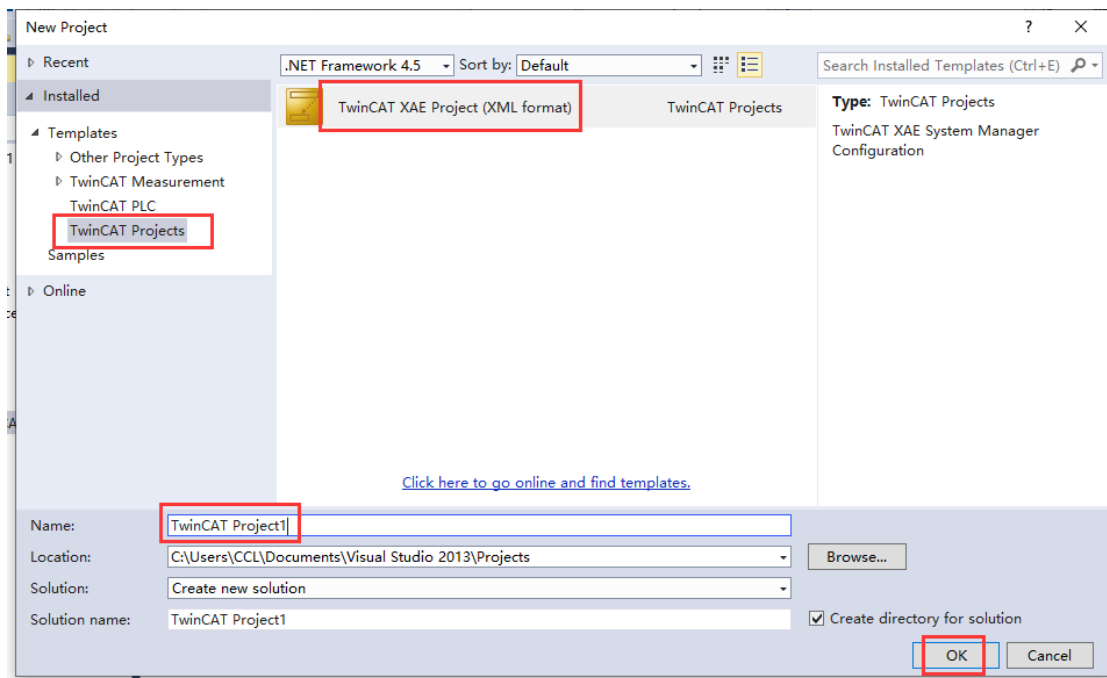 New Project
?
Recent
.NET Framework 4.5
Sort by: Default
Search Installed Templates (Ctrl+E)
Installed
TwinCAT XAE Project (XML format)
TwinCAT Projects
Type: TwinCAT Projects
TwinCAT XAE System Manager
Configuration
Templates
Other Project Types
TwinCAT Measurement
TwinCAT PLC
TwinCAT Projects
Samples
Online
Click here to go online and find templates.
Name:
TwinCAT Project1
Location:
C:\Users\CCL\Documents\Visual Studio 2013\Projects
Browse...
Solution:
Create new solution
Solution name:
TwinCAT Project1
Create directory for solution
OK
Cancel